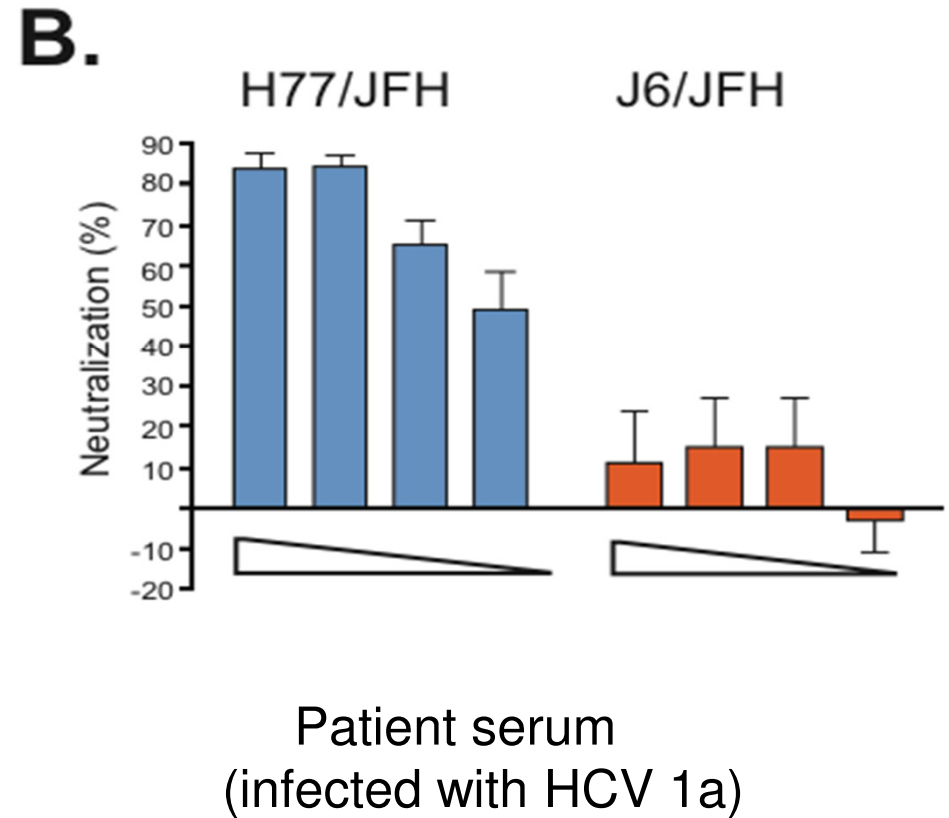 B.
H77/JFH J6/JFH
Neutralization (%)
90
80
70
60
50
40
30
20
10
-10
-20
Patient serum
(infected with HCV 1a)